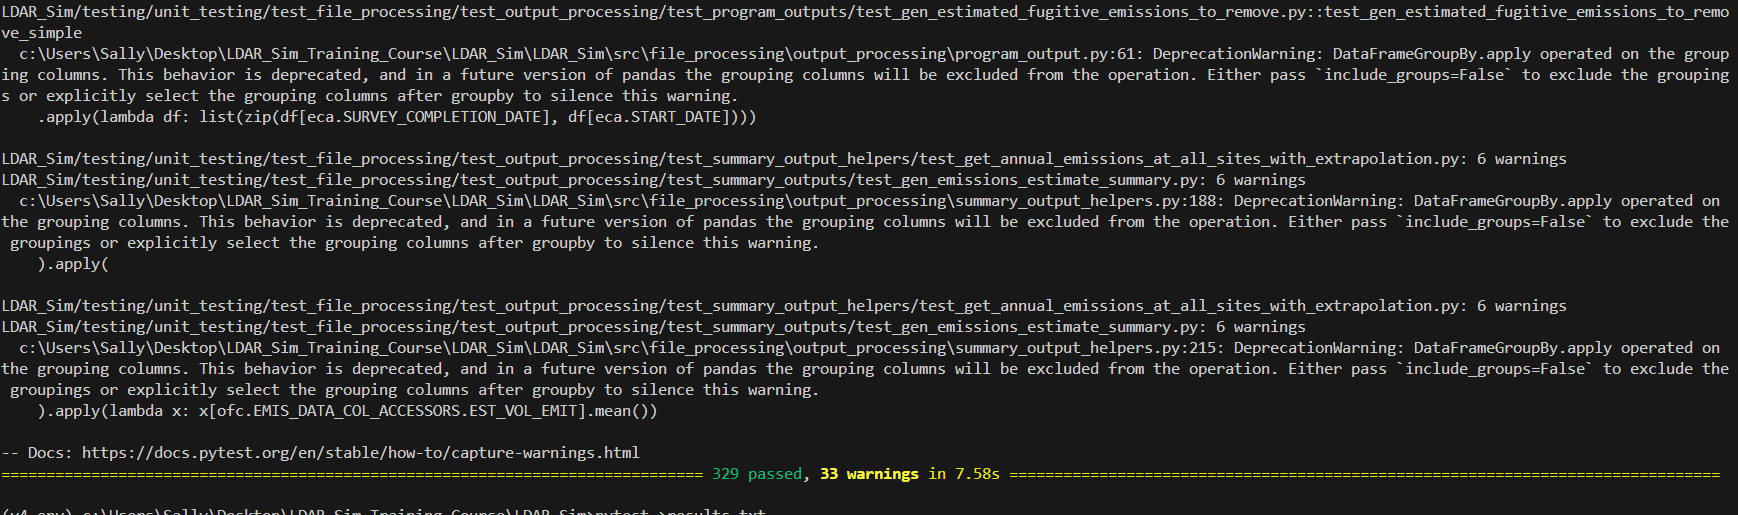 LDAR_Sim/testing/unit_testing/test_file_processing/test_output_processing/test_program_outputs/test_gen_estimated_fugitive_emissions_to_remove.py::test_gen_estimated_fugitive_emissions_to_remo
ve_simple
  c:\Users\Sally\Desktop\LDAR_Sim_Training_Course\LDAR_Sim\LDAR_Sim\src\file_processing\output_processing\program_output.py:61: DeprecationWarning: DataFrameGroupBy.apply operated on the group
ing columns. This behavior is deprecated, and in a future version of pandas the grouping columns will be excluded from the operation. Either pass `include_groups=False` to exclude the grouping
s or explicitly select the grouping columns after groupby to silence this warning.
    .apply(lambda df: list(zip(df[eca.SURVEY_COMPLETION_DATE], df[eca.START_DATE])))

LDAR_Sim/testing/unit_testing/test_file_processing/test_output_processing/test_summary_output_helpers/test_get_annual_emissions_at_all_sites_with_extrapolation.py: 6 warnings
LDAR_Sim/testing/unit_testing/test_file_processing/test_output_processing/test_summary_outputs/test_gen_emissions_estimate_summary.py: 6 warnings
  c:\Users\Sally\Desktop\LDAR_Sim_Training_Course\LDAR_Sim\LDAR_Sim\src\file_processing\output_processing\summary_output_helpers.py:188: DeprecationWarning: DataFrameGroupBy.apply operated on
the grouping columns. This behavior is deprecated, and in a future version of pandas the grouping columns will be excluded from the operation. Either pass `include_groups=False` to exclude the
 groupings or explicitly select the grouping columns after groupby to silence this warning.
    ).apply(

LDAR_Sim/testing/unit_testing/test_file_processing/test_output_processing/test_summary_output_helpers/test_get_annual_emissions_at_all_sites_with_extrapolation.py: 6 warnings
LDAR_Sim/testing/unit_testing/test_file_processing/test_output_processing/test_summary_outputs/test_gen_emissions_estimate_summary.py: 6 warnings
  c:\Users\Sally\Desktop\LDAR_Sim_Training_Course\LDAR_Sim\LDAR_Sim\src\file_processing\output_processing\summary_output_helpers.py:215: DeprecationWarning: DataFrameGroupBy.apply operated on
the grouping columns. This behavior is deprecated, and in a future version of pandas the grouping columns will be excluded from the operation. Either pass `include_groups=False` to exclude the
 groupings or explicitly select the grouping columns after groupby to silence this warning.
    ).apply(lambda x: x[ofc.EMIS_DATA_COL_ACCESSORS.EST_VOL_EMIT].mean())

-- Docs: https://docs.pytest.org/en/stable/how-to/capture-warnings.html
============================================================================== 329 passed, 33 warnings in 7.58s ===============================================================================

(v4_env) c:\Users\Sally\Desktop\LDAR_Sim_Training_Course\LDAR_Sim>pytest >results.txt